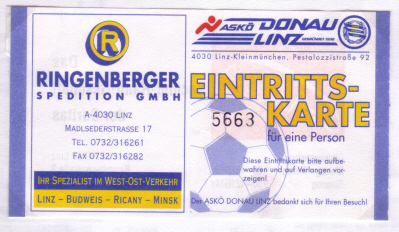 R
RINGENBERGER
SPEDITION GMBH
A-4030 LINZ
MADLSEDERSTRASSE 17
TEL. 0732/316261
FAX 0732/316282
IHR SPEZIALIST IM WEST-OST-VERKEHR
LINZ – BUDWEIS – RICANY – MINSK
ASKÖ DONAU
LINZ
4030 Linz-Kleinmünchen, Pestalozzistraße 92
EINTRITTS-
KARTE
5663
für eine Person
Diese Eintrittskarte bitte aufbe-
wahren und auf Verlangen vor-
zeigen!
Der ASKÖ DONAU LINZ bedankt sich für Ihren Besuch!